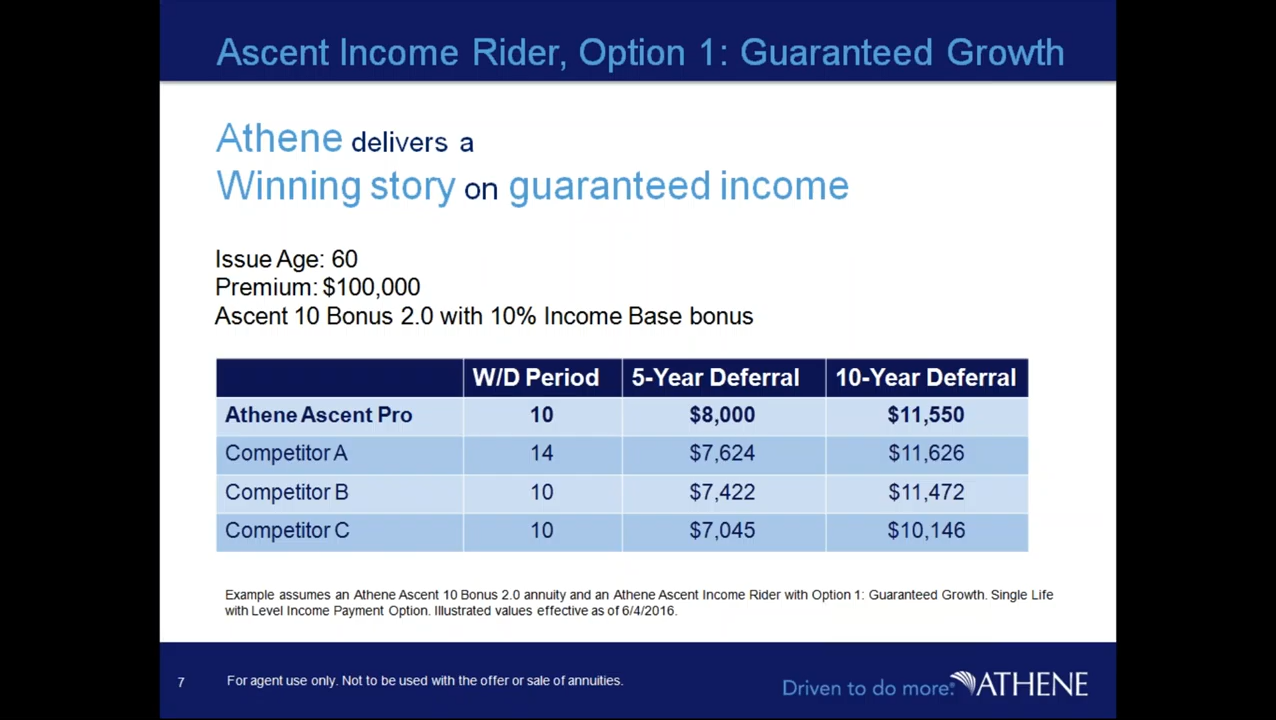 Ascent Income Rider, Option 1: Guaranteed Growth
Athene delivers a
Winning story on guaranteed income
Issue Age: 60
Premium: $100,000
Ascent 10 Bonus 2.0 with 10% Income Base bonus
W/D Period 5-Year Deferral 10-Year Deferral
Athene Ascent Pro 10 $8,000 $11,550
Competitor A 14 $7,624 $11,626
Competitor B 10 $7,422 $11,472
Competitor C 10 $7,045 $10,146
Example assumes an Athene Ascent 10 Bonus 2.0 annuity and an Athene Ascent Income Rider with Option 1: Guaranteed Growth. Single Life
with Level Income Payment Option. Illustrated values effective as of 6/4/2016.
7 For agent use only. Not to be used with the offer or sale of annuities.
Driven to do more.® ATHENE